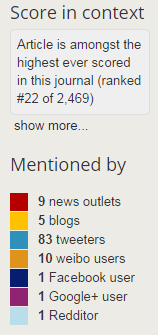 Score in context
Article is amongst the
highest ever scored
in this journal (ranked
#22 of 2,469)
show more...
Mentioned by
9 news outlets
5 blogs
83 tweeters
10 weibo users
1 Facebook user
1 Google+ user
1 Redditor